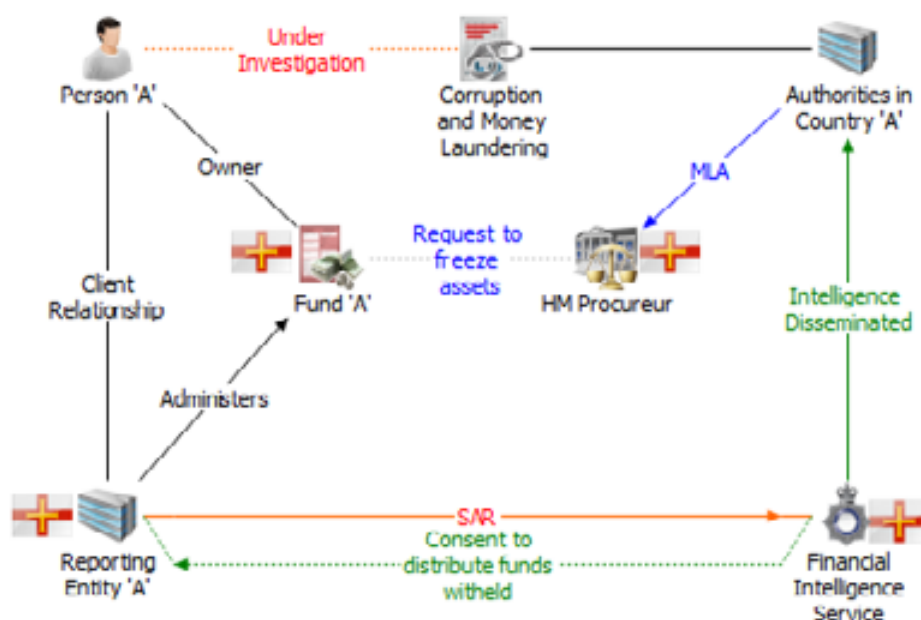 Under
Investigation
Person 'A'
Corruption
and Money
Laundering
Authorities in
Country 'A'
Owner
MLA
Request to
freeze
assets
Client
Relationship
Fund 'A'
HM Procureur
Intelligence
Disseminated
Administers
SAR
Consent to
distribute funds
witheld
Reporting
Entity 'A'
Financial
Intelligence
Service